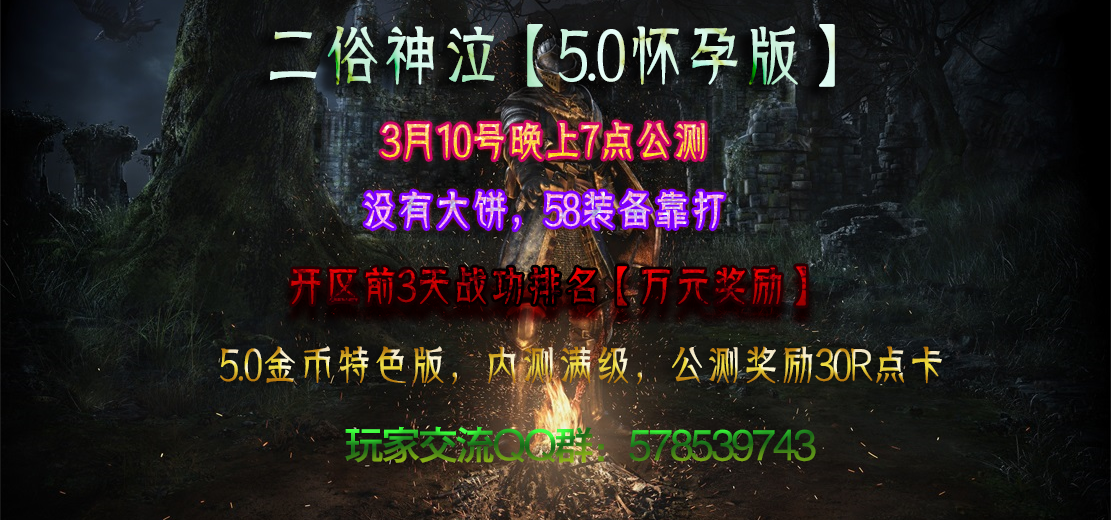 二俗神泣【5.0怀孕版】
3月10号晚上7点公测
没有大饼，58装备靠打
开区前3天战功排名【万元奖励】
5.0金币特色版，内测满级，公测奖励30R点卡
玩家交流QQ群：578539743